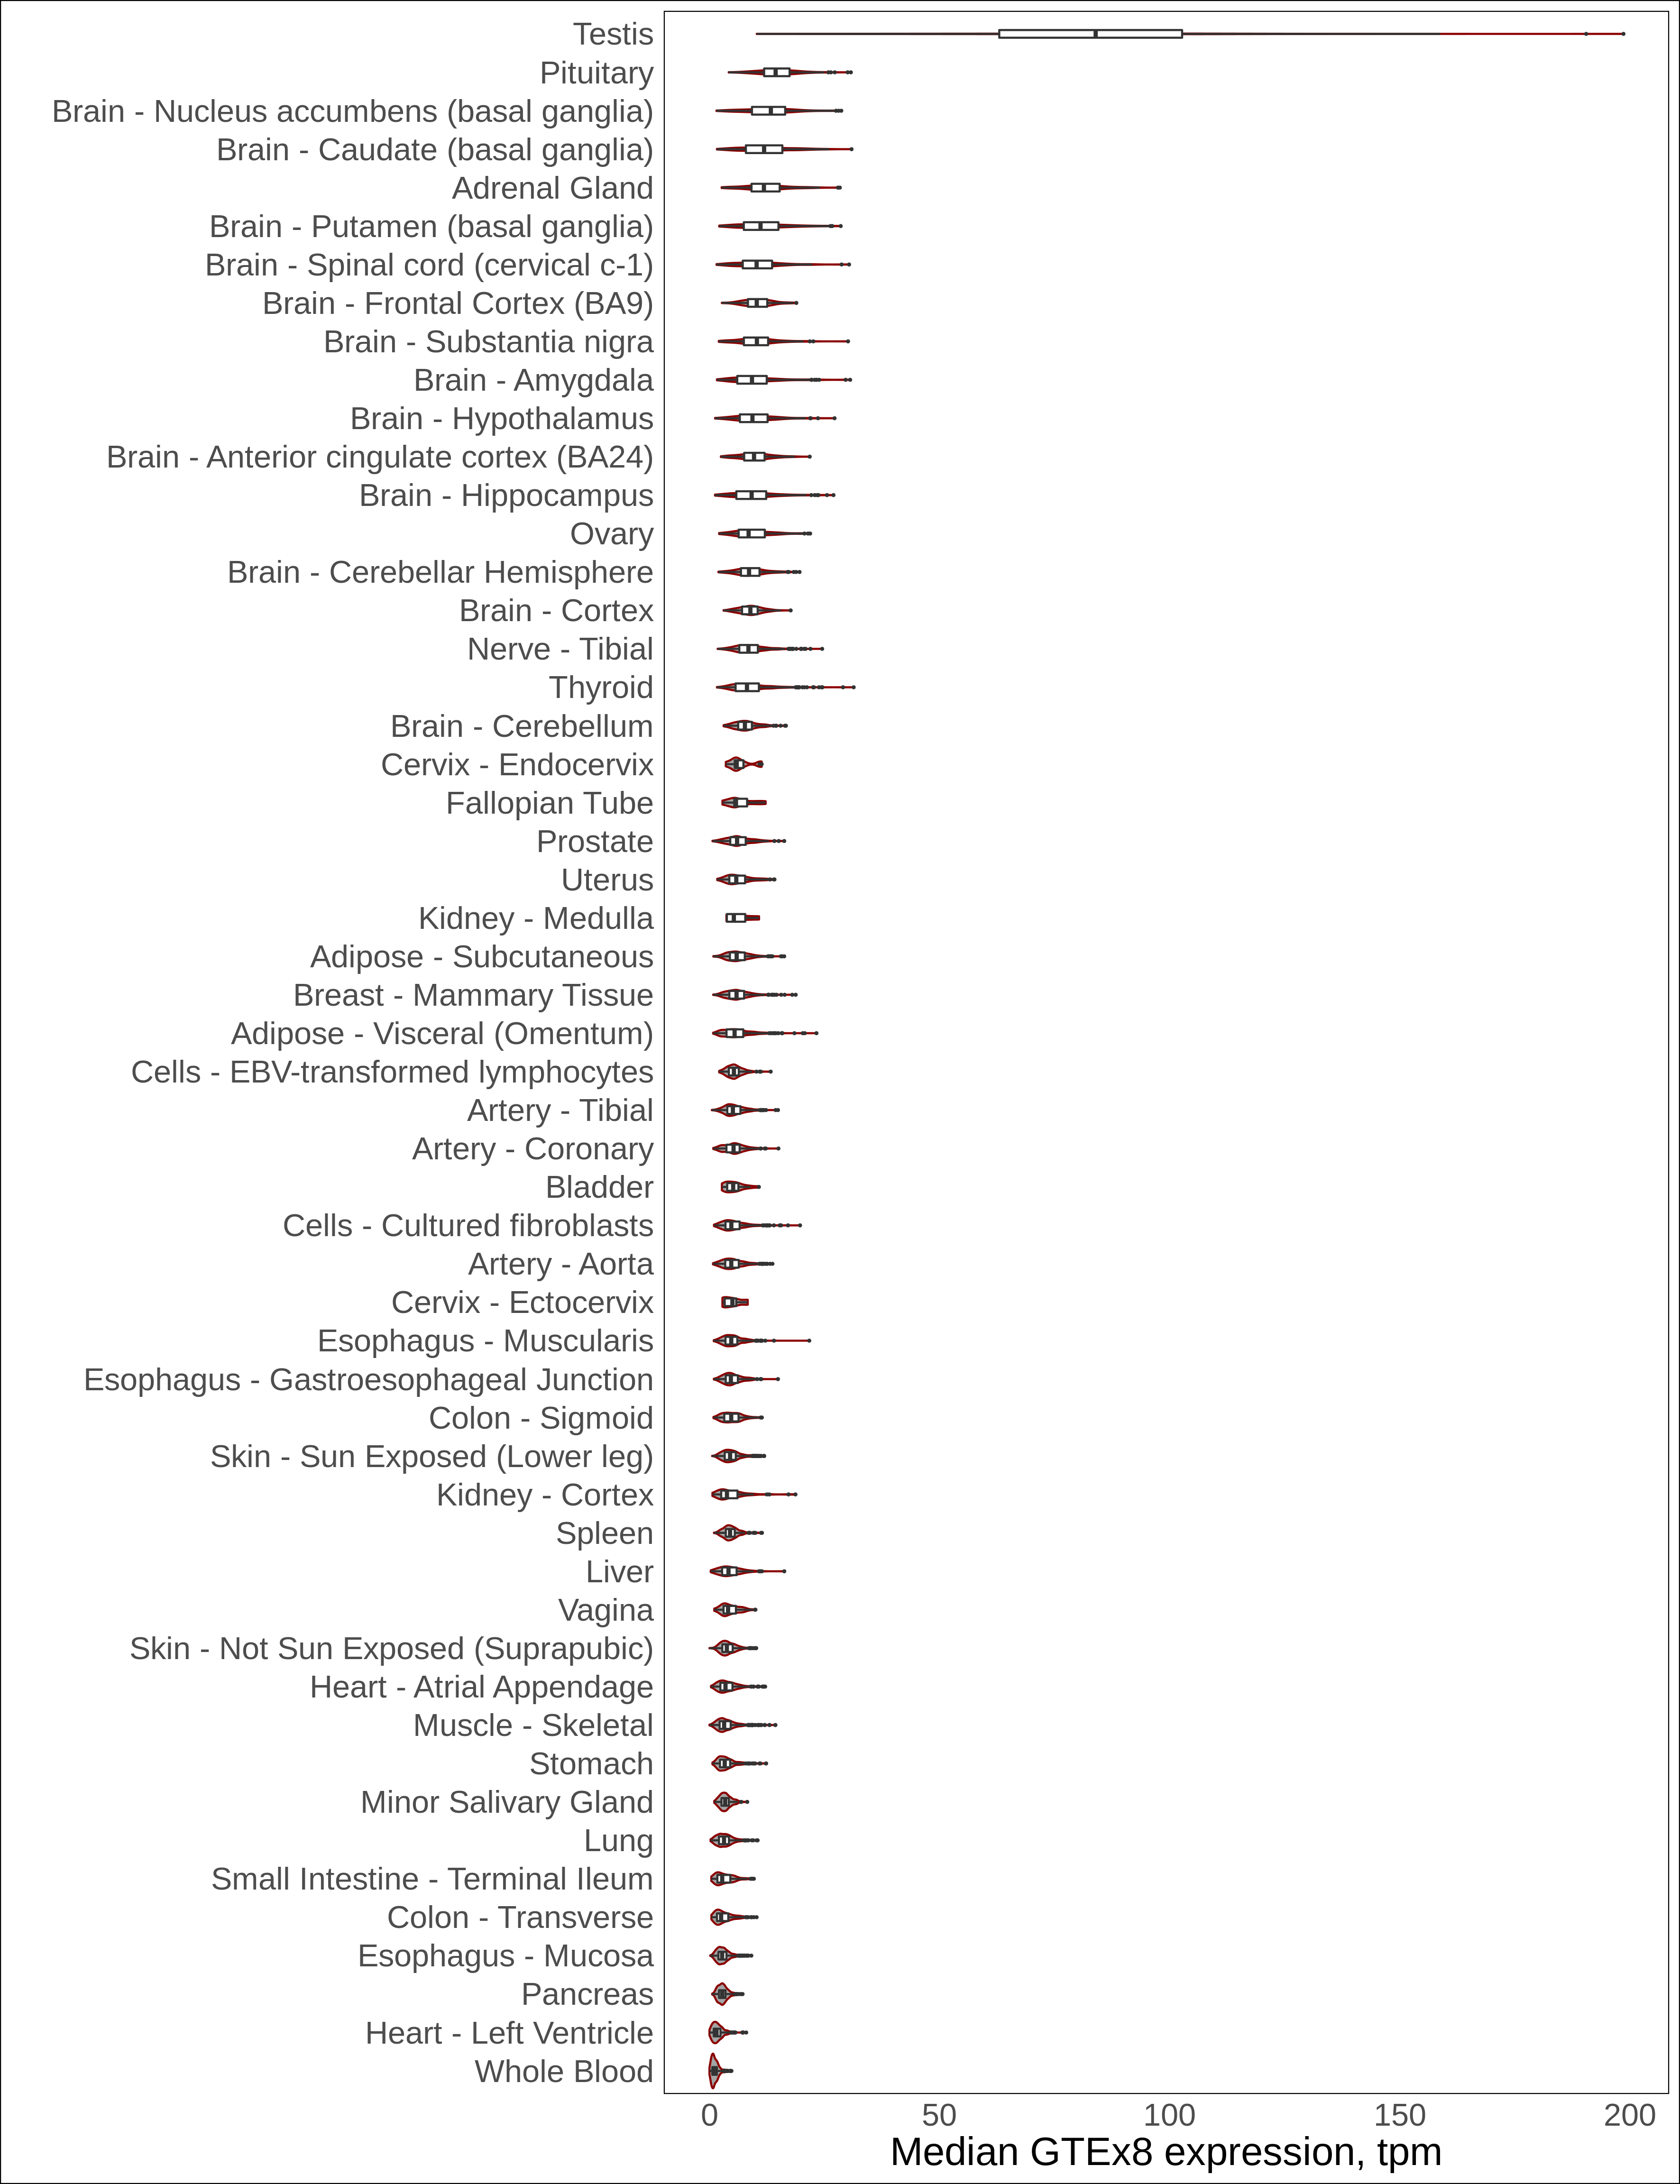 Testis
Pituitary
Brain - Nucleus accumbens (basal ganglia)
Brain - Caudate (basal ganglia)
Adrenal Gland
Brain - Putamen (basal ganglia)
Brain - Spinal cord (cervical c-1)
Brain - Frontal Cortex (BA9)
Brain - Substantia nigra
Brain - Amygdala
Brain - Hypothalamus
Brain - Anterior cingulate cortex (BA24)
Brain - Hippocampus
Ovary
Brain - Cerebellar Hemisphere
Brain - Cortex
Nerve - Tibial
Thyroid
Brain - Cerebellum
Cervix - Endocervix
Fallopian Tube
Prostate
Uterus
Kidney - Medulla
Adipose - Subcutaneous
Breast - Mammary Tissue
Adipose - Visceral (Omentum)
Cells - EBV-transformed lymphocytes
Artery - Tibial
Artery - Coronary
Bladder
Cells - Cultured fibroblasts
Artery - Aorta
Cervix - Ectocervix
Esophagus - Muscularis
Esophagus - Gastroesophageal Junction
Colon - Sigmoid
Skin - Sun Exposed (Lower leg)
Kidney - Cortex
Spleen
Liver
Vagina
Skin - Not Sun Exposed (Suprapubic)
Heart - Atrial Appendage
Muscle - Skeletal
Stomach
Minor Salivary Gland
Lung
Small Intestine - Terminal Ileum
Colon - Transverse
Esophagus - Mucosa
Pancreas
Heart - Left Ventricle
Whole Blood
0 50 100 150 200
Median GTEx8 expression, tpm